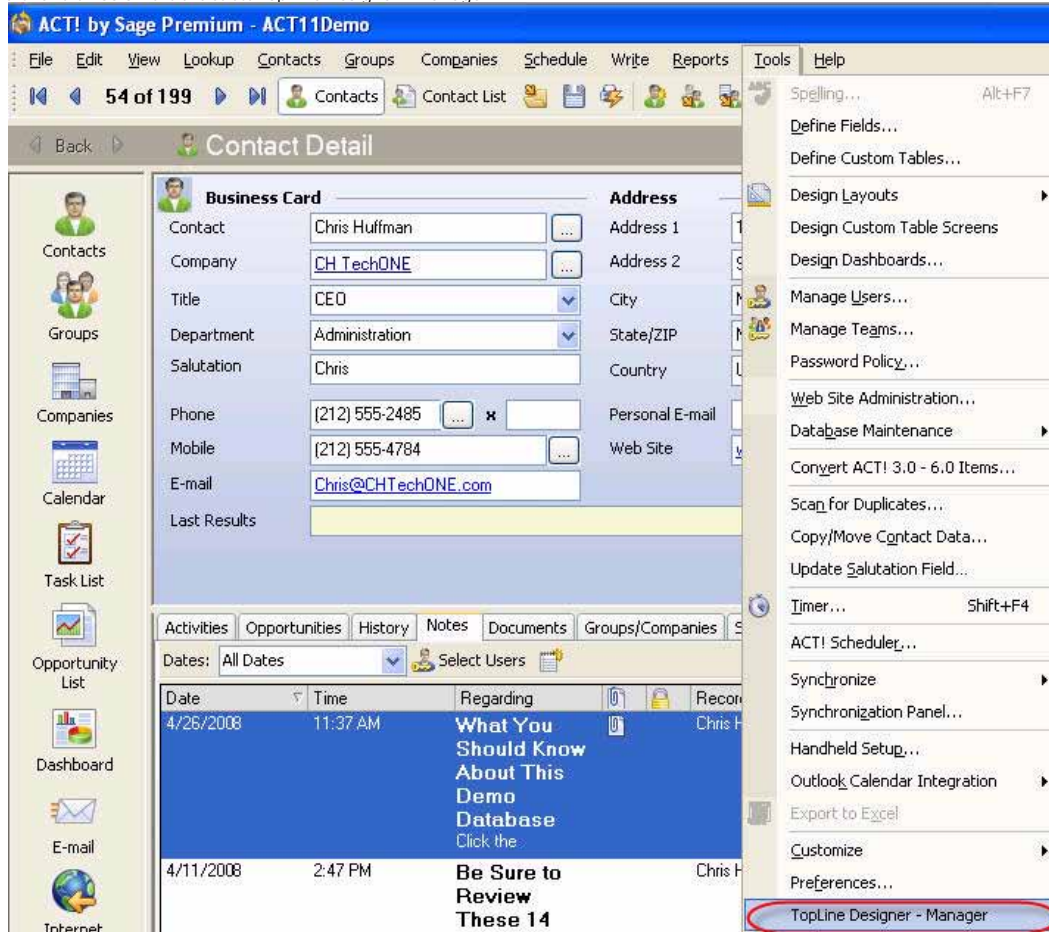 ACT! by Sage Premium - ACT11Demo
File Edit View Lookup Contacts Groups Companies Schedule Write Reports Tools Help
54 of 199 Contacts Contact List
Back Contact Detail
Contacts
Groups
Companies
Calendar
Task List
Opportunity
List
Dashboard
E-mail
Internet
Business Card
Contact Chris Huffman ...
Company CH TechONE ...
Title CEO
Department Administration
Salutation Chris
Phone (212) 555-2485 ... x
Mobile (212) 555-4784 ...
E-mail Chris@CHTechONE.com
Last Results
Address
Address 1
Address 2
City
State/ZIP
Country
Personal E-mail
Web Site
Activities Opportunities History Notes Documents Groups/Companies
Dates: All Dates Select Users
Date Time Regarding
4/26/2008 11:37 AM What You
Should Know
About This
Demo
Database
Click the
Chris
4/11/2008 2:47 PM Be Sure to
Review
These 14
Chris
Spelling... Alt+F7
Define Fields...
Define Custom Tables...
Design Layouts
Design Custom Table Screens
Design Dashboards...
Manage Users...
Manage Teams...
Password Policy...
Web Site Administration...
Database Maintenance
Convert ACT! 3.0 - 6.0 Items...
Scan for Duplicates...
Copy/Move Contact Data...
Update Salutation Field...
Timer... Shift+F4
ACT! Scheduler...
Synchronize
Synchronization Panel...
Handheld Setup...
Outlook Calendar Integration
Export to Excel
Customize
Preferences...
TopLine Designer - Manager